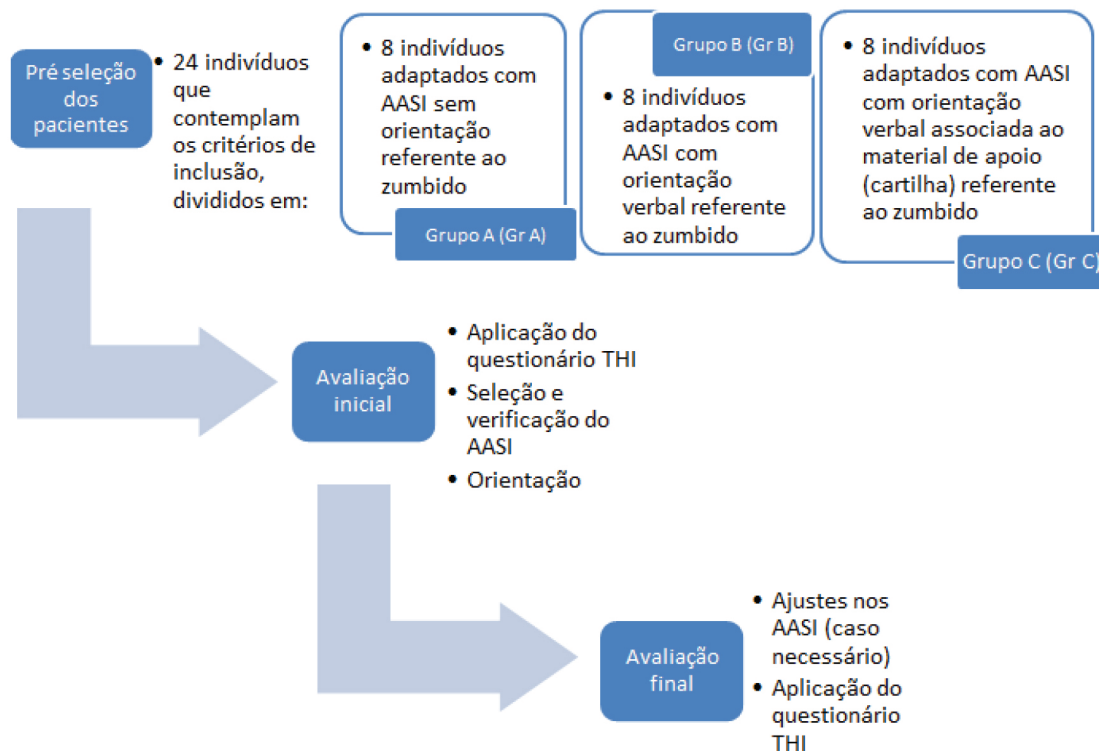 Pré seleção
dos
pacientes
• 24 indivíduos
que
contemplam
os critérios de
inclusão,
divididos em:
• 8 indivíduos
adaptados com
AASI sem
orientação
referente ao
zumbido
Grupo A (Gr A)
Grupo B (Gr B)
• 8 indivíduos
adaptados com
AASI com
orientação
verbal referente
ao zumbido
• 8 indivíduos
adaptados com AASI
com orientação
verbal associada ao
material de apoio
(cartilha) referente
ao zumbido
Grupo C (Gr C)
Avaliação
inicial
• Aplicação do
questionário THI
• Seleção e
verificação do
AASI
• Orientação
Avaliação
final
• Ajustes nos
AASI (caso
necessário)
• Aplicação do
questionário
THI